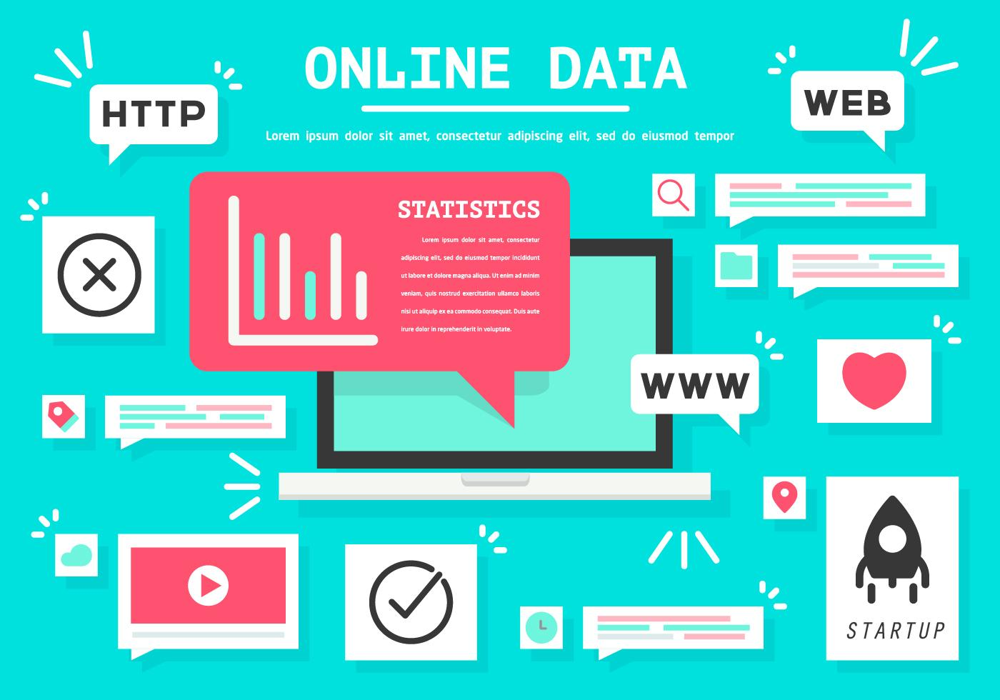 ONLINE DATA
Lorem ipsum dolor sit amet, consectetur adipiscing elit, sed do eiusmod tempor
HTTP
WEB
STATISTICS
Lorem ipsum dolor sit amet, consectetur
adipiscing elit, sed do eiusmod tempor incididunt
ut labore et dolore magna aliqua. Ut enim ad minim
veniam, quis nostrud exercitation ullamco laboris
nisi ut aliquip ex ea commodo consequat. Duis aute
irure dolor in reprehenderit in voluptate.
WWW
STARTUP